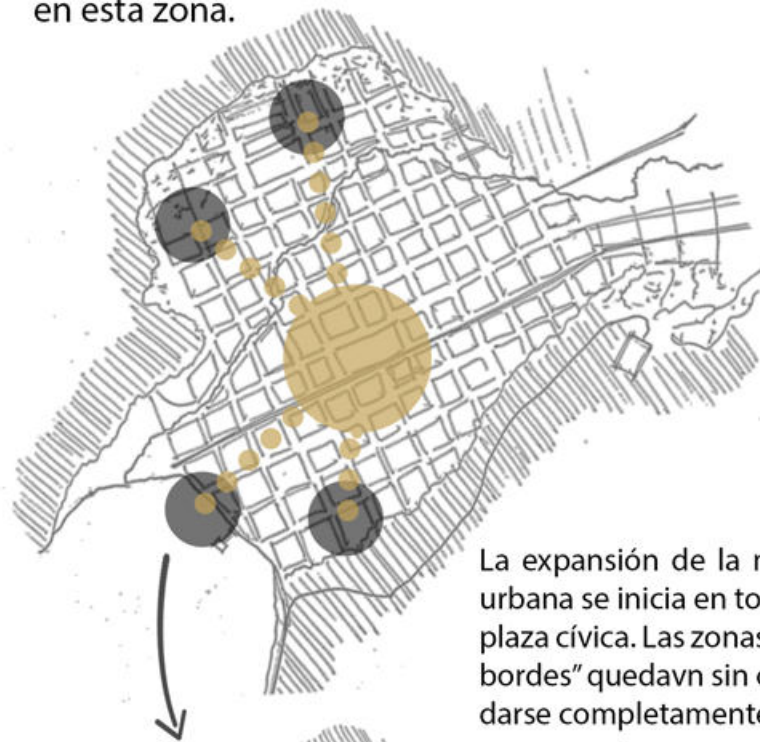 en esta zona.
La expansión de la
urbana se inicia en
plaza cívica. Las zonas
bordes” quedavn sin
darse completamente